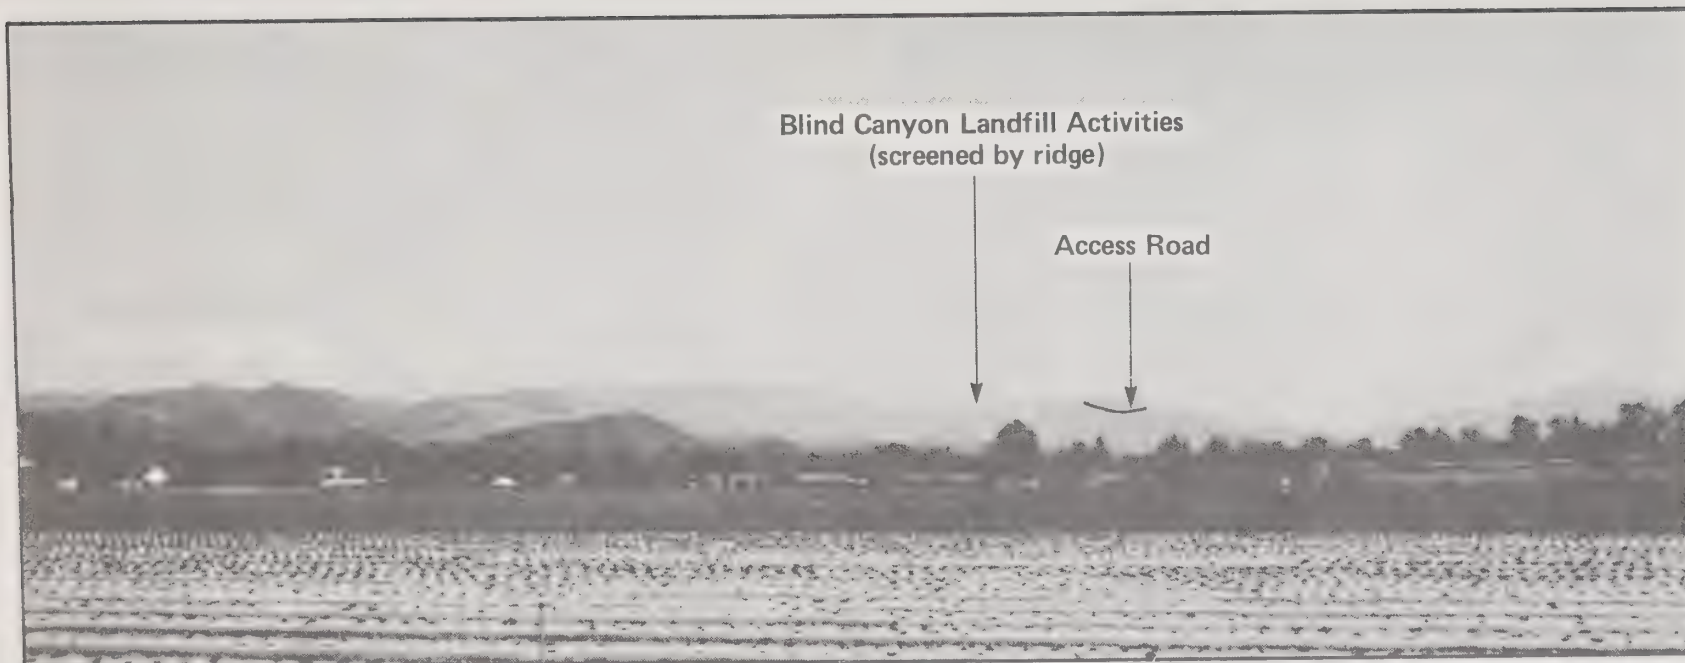 Blind Canyon Landfill Activities
(screened by ridge)
Access Road